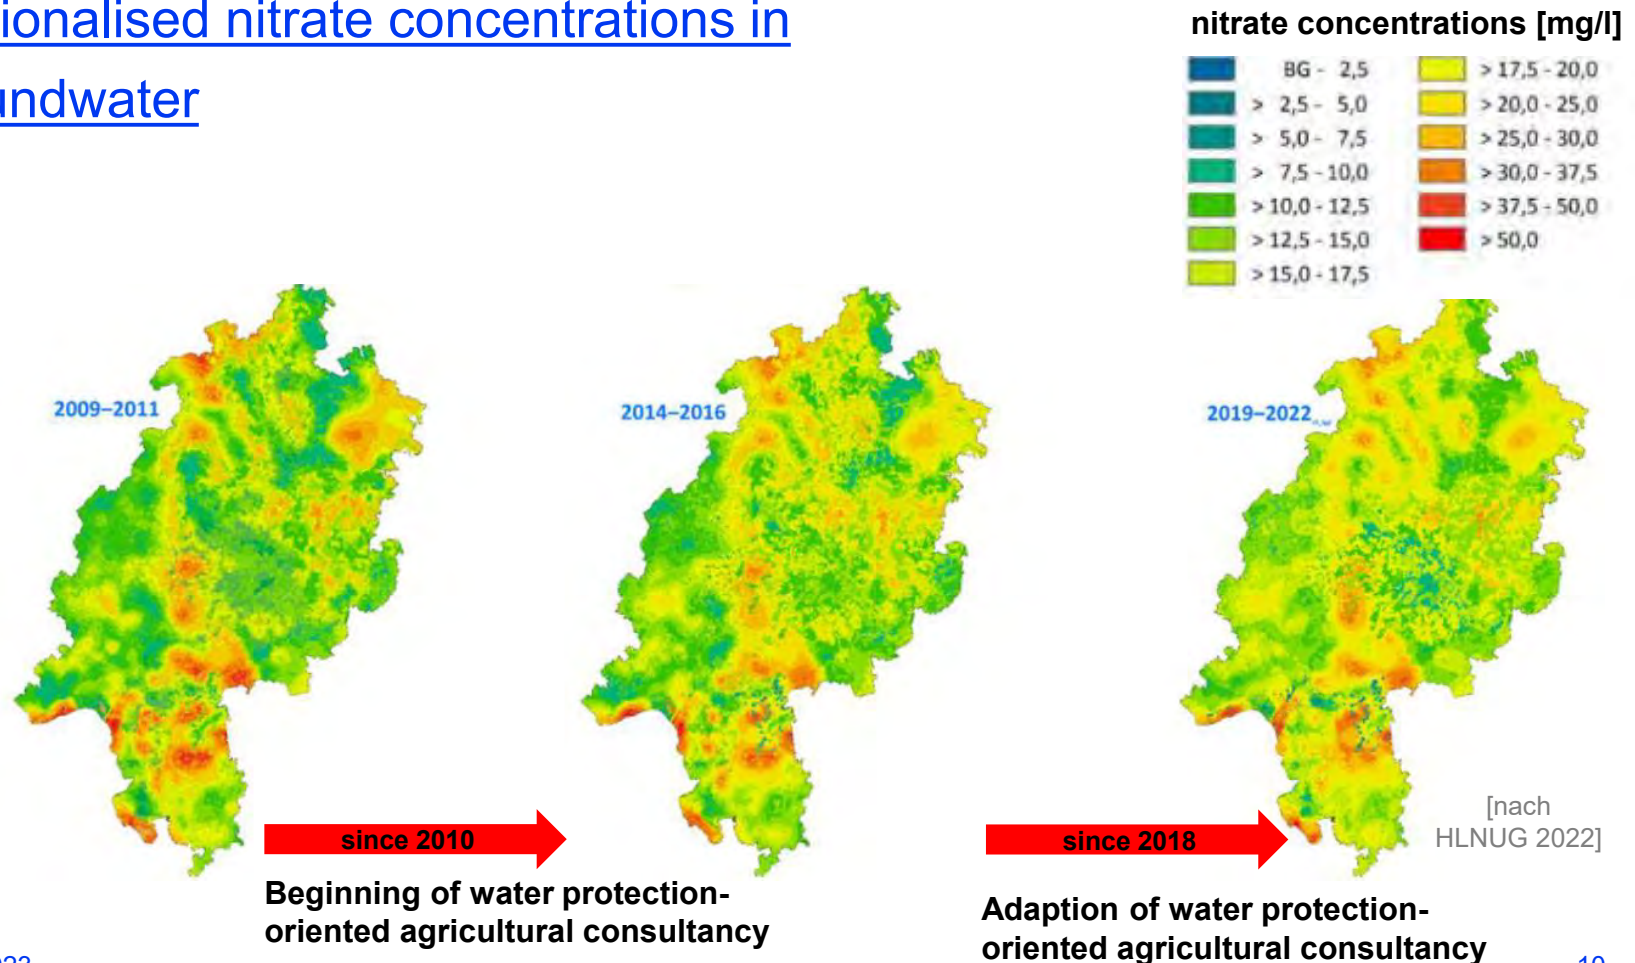 ionalised nitrate concentrations in
undwater
nitrate concentrations [mg/l]
BG - 2,5
> 2,5 - 5,0
> 5,0 - 7,5
> 7,5 - 10,0
> 10,0 - 12,5
> 12,5 - 15,0
> 15,0 - 17,5
> 17,5 - 20,0
> 20,0 - 25,0
> 25,0 - 30,0
> 30,0 - 37,5
> 37,5 - 50,0
> 50,0
2009–2011
2014–2016
2019–2022
since 2010
Beginning of water protection-
oriented agricultural consultancy
since 2018
Adaption of water protection-
oriented agricultural consultancy
[nach
HLNUG 2022]